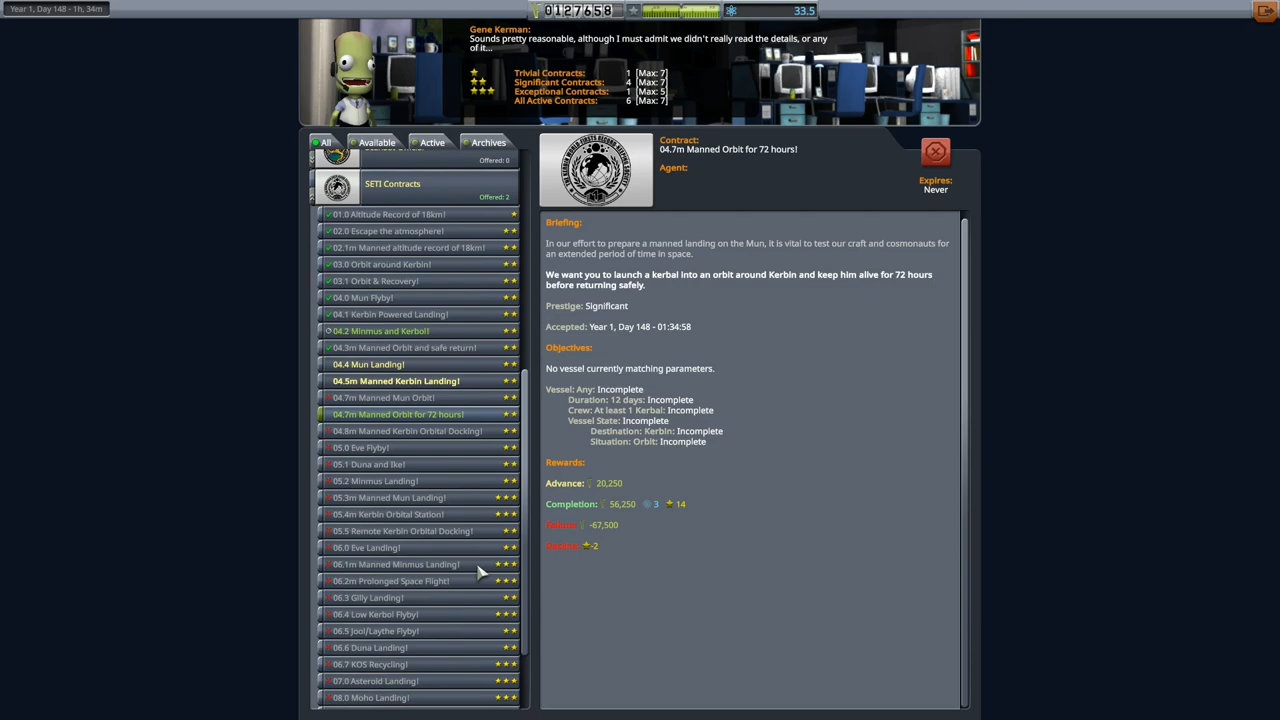 Year 1, Day 148 - 1h, 34m
0127658
33.5
Gene Kerman:
Sounds pretty reasonable, although I must admit we didn't really read the details, or any
of it...
Trivial Contracts: 1 [Max: 7]
Significant Contracts: 4 [Max: 7]
Exceptional Contracts: 1 [Max: 5]
All Active Contracts: 6 [Max: 7]
All
Available
Active
Archives
Offered: 0
SETI Contracts
Offered: 2
01.0 Altitude Record of 18km!
02.0 Escape the atmosphere!
02.1m Manned altitude record of 18km!
03.0 Orbit around Kerbin!
03.1 Orbit & Recovery!
04.0 Mun Flyby!
04.1 Kerbin Powered Landing!
04.2 Minmus and Kerbol!
04.3m Manned Orbit and safe return!
04.4 Mun Landing!
04.5m Manned Kerbin Landing!
04.7m Manned Mun Orbit!
04.7m Manned Orbit for 72 hours!
04.8m Manned Kerbin Orbital Docking!
05.0 Eve Flyby!
05.1 Duna and Ike!
05.2 Minmus Landing!
05.3m Manned Mun Landing!
05.4m Kerbin Orbital Station!
05.5 Remote Kerbin Orbital Docking!
06.0 Eve Landing!
06.1m Manned Minmus Landing!
06.2m Prolonged Space Flight!
06.3 Gilly Landing!
06.4 Low Kerbol Flyby!
06.5 Jool/Laythe Flyby!
06.6 Duna Landing!
06.7 KOS Recycling!
07.0 Asteroid Landing!
08.0 Moho Landing!
Contract:
04.7m Manned Orbit for 72 hours!
Agent:
Expires:
Never
Briefing:
In our effort to prepare a manned landing on the Mun, it is vital to test our craft and cosmonauts for
an extended period of time in space.
We want you to launch a kerbal into an orbit around Kerbin and keep him alive for 72 hours
before returning safely.
Prestige: Significant
Accepted: Year 1, Day 148 - 01:34:58
Objectives:
No vessel currently matching parameters.
Vessel: Any: Incomplete
Duration: 12 days: Incomplete
Crew: At least 1 Kerbal: Incomplete
Vessel State: Incomplete
Destination: Kerbin: Incomplete
Situation: Orbit: Incomplete
Rewards:
Advance: 20,250
Completion: 56,250 3 14
-67,500
-2